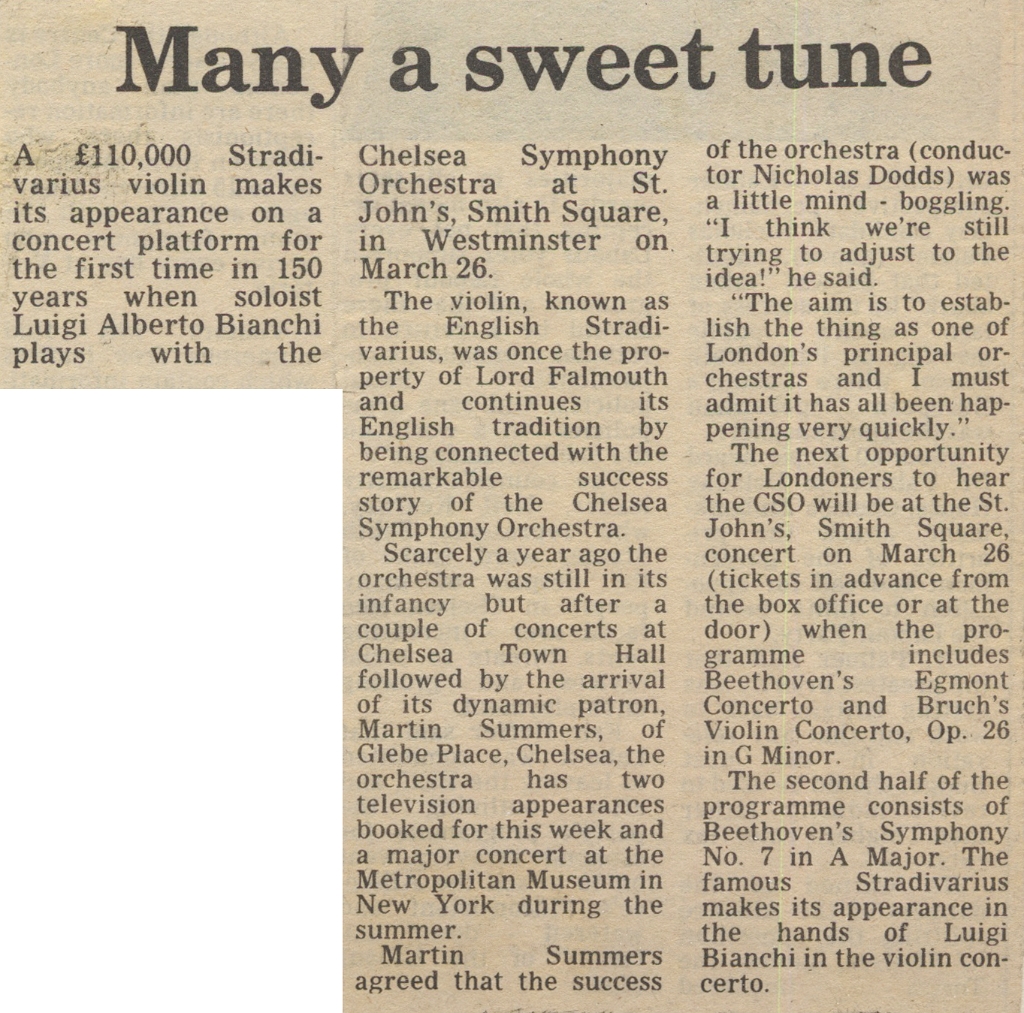 Many a sweet tune
A £110,000 Stradi-
varius violin makes
its appearance on a
concert platform for
the first time in 150
years when soloist
Luigi Alberto Bianchi
plays with the
Chelsea Symphony
Orchestra at St.
John's, Smith Square,
in Westminster on
March 26.
The violin, known as
the English Stradi-
varius, was once the pro-
perty of Lord Falmouth
and continues its
English tradition by
being connected with the
remarkable success
story of the Chelsea
Symphony Orchestra.
Scarcely a year ago the
orchestra was still in its
infancy but after a
couple of concerts at
Chelsea Town Hall
followed by the arrival
of its dynamic patron,
Martin Summers, of
Glebe Place, Chelsea, the
orchestra has two
television appearances
booked for this week and
a major concert at the
Metropolitan Museum in
New York during the
summer.
Martin Summers
agreed that the success
of the orchestra (conduc-
tor Nicholas Dodds) was
a little mind - boggling.
"I think we're still
trying to adjust to the
idea!" he said.
"The aim is to estab-
lish the thing as one of
London's principal or-
chestras and I must
admit it has all been hap-
pening very quickly."
The next opportunity
for Londoners to hear
the CSO will be at the St.
John's, Smith Square,
concert on March 26
(tickets in advance from
the box office or at the
door) when the pro-
gramme includes
Beethoven's Egmont
Concerto and Bruch's
Violin Concerto, Op. 26
in G Minor.
The second half of the
programme consists of
Beethoven's Symphony
No. 7 in A Major. The
famous Stradivarius
makes its appearance in
the hands of Luigi
Bianchi in the violin con-
certo.